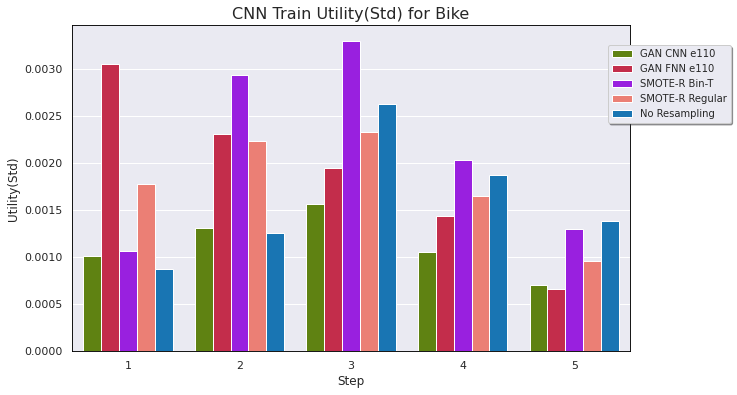 CNN Train Utility(Std) for Bike
GAN CNN e110
GAN FNN e110
SMOTE-R Bin-T
SMOTE-R Regular
No Resampling
Utility(Std)
0.0030
0.0025
0.0020
0.0015
0.0010
0.0005
0.0000
1 2 3 4 5
Step